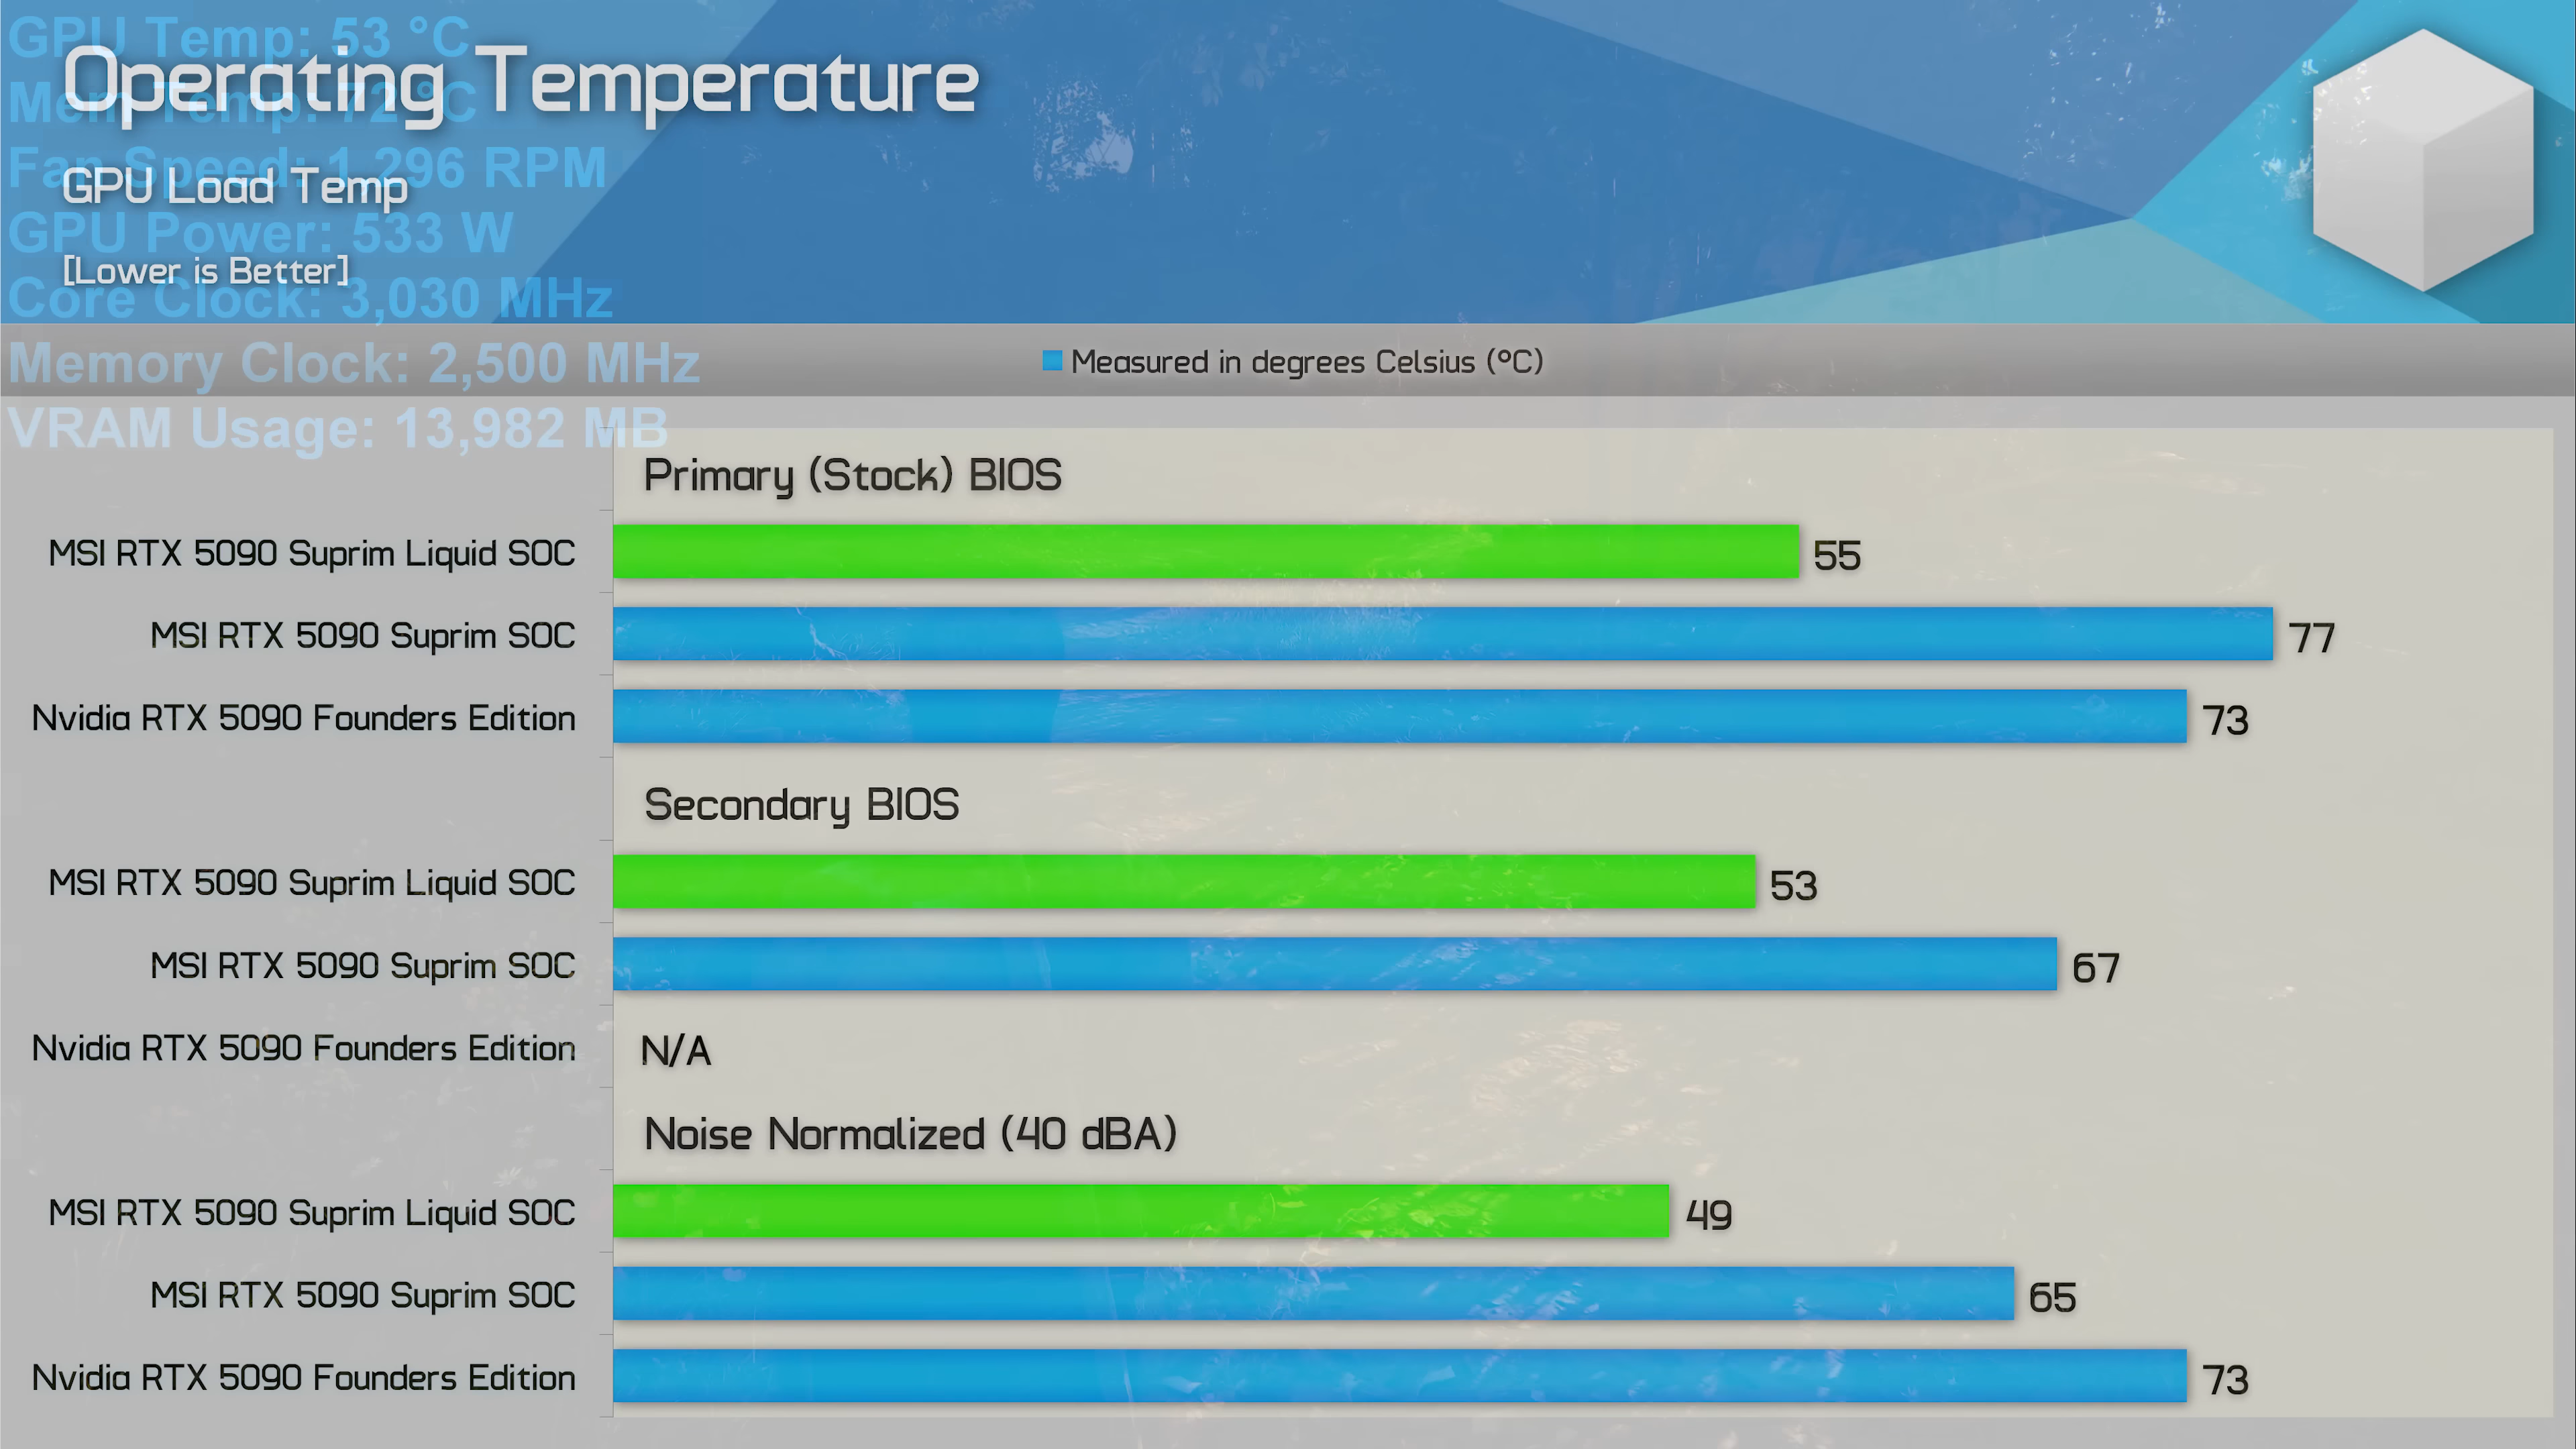 GPU Temp: 53 °C
Operating Temperature
Mem Temp: 72 °C
Fan Speed: 1,296 RPM
GPU Load Temp
GPU Power: 533 W
[Lower is Better]
Core Clock: 3,030 MHz
Memory Clock: 2,500 MHz
Measured in degrees Celsius (°C)
VRAM Usage: 13,982 MB
Primary (Stock) BIOS
MSI RTX 5090 Suprim Liquid SOC 55
MSI RTX 5090 Suprim SOC 77
Nvidia RTX 5090 Founders Edition 73
Secondary BIOS
MSI RTX 5090 Suprim Liquid SOC 53
MSI RTX 5090 Suprim SOC 67
Nvidia RTX 5090 Founders Edition N/A
Noise Normalized (40 dBA)
MSI RTX 5090 Suprim Liquid SOC 49
MSI RTX 5090 Suprim SOC 65
Nvidia RTX 5090 Founders Edition 73